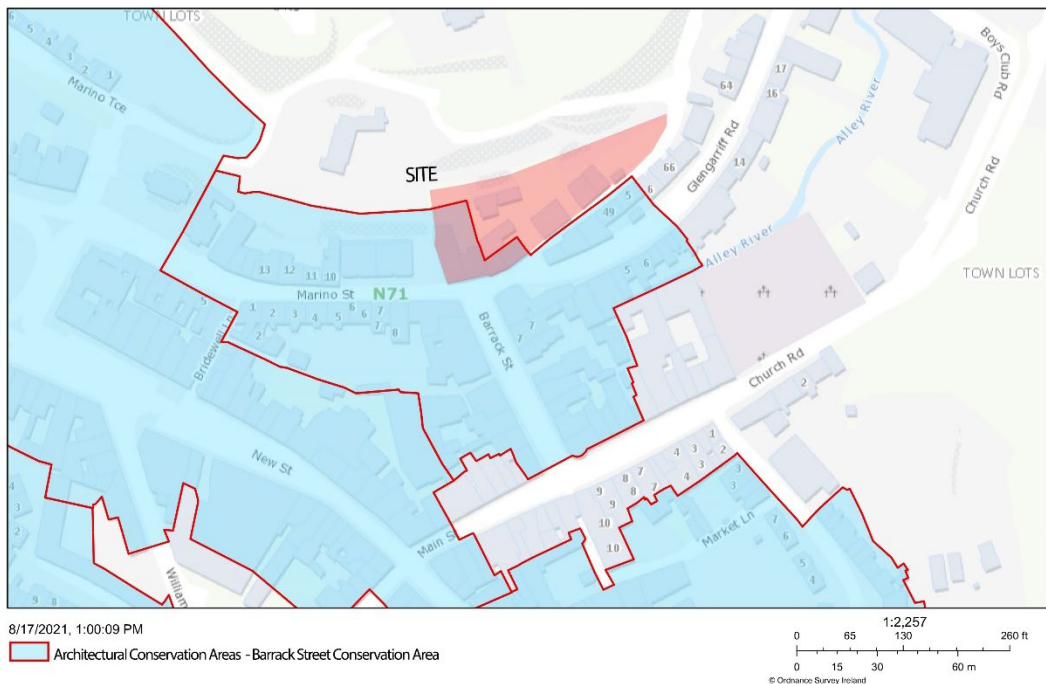 TOWN LOTS
6
5
4
3
2
1
Marino Tce
Boys Club Rd
64
17
16
Alley River
SITE
66
Glengarriff Rd
14
6
5
49
Church Rd
Alley River
TOWN LOTS
13
12
11
10
Marino St
N71
5
6
5
Bridewell Ln
1
2
3
4
5
6
7
8
Barrack St
7
Church Rd
2
New St
Main S
9
8
7
4
3
1
9
8
7
4
3
2
10
10
3
3
Market Ln
7
6
5
4
4
3
2
William
9
8
8/17/2021, 1:00:09 PM
Architectural Conservation Areas - Barrack Street Conservation Area
1:2,257
0 65 130 260 ft
0 15 30 60 m
© Ordnance Survey Ireland